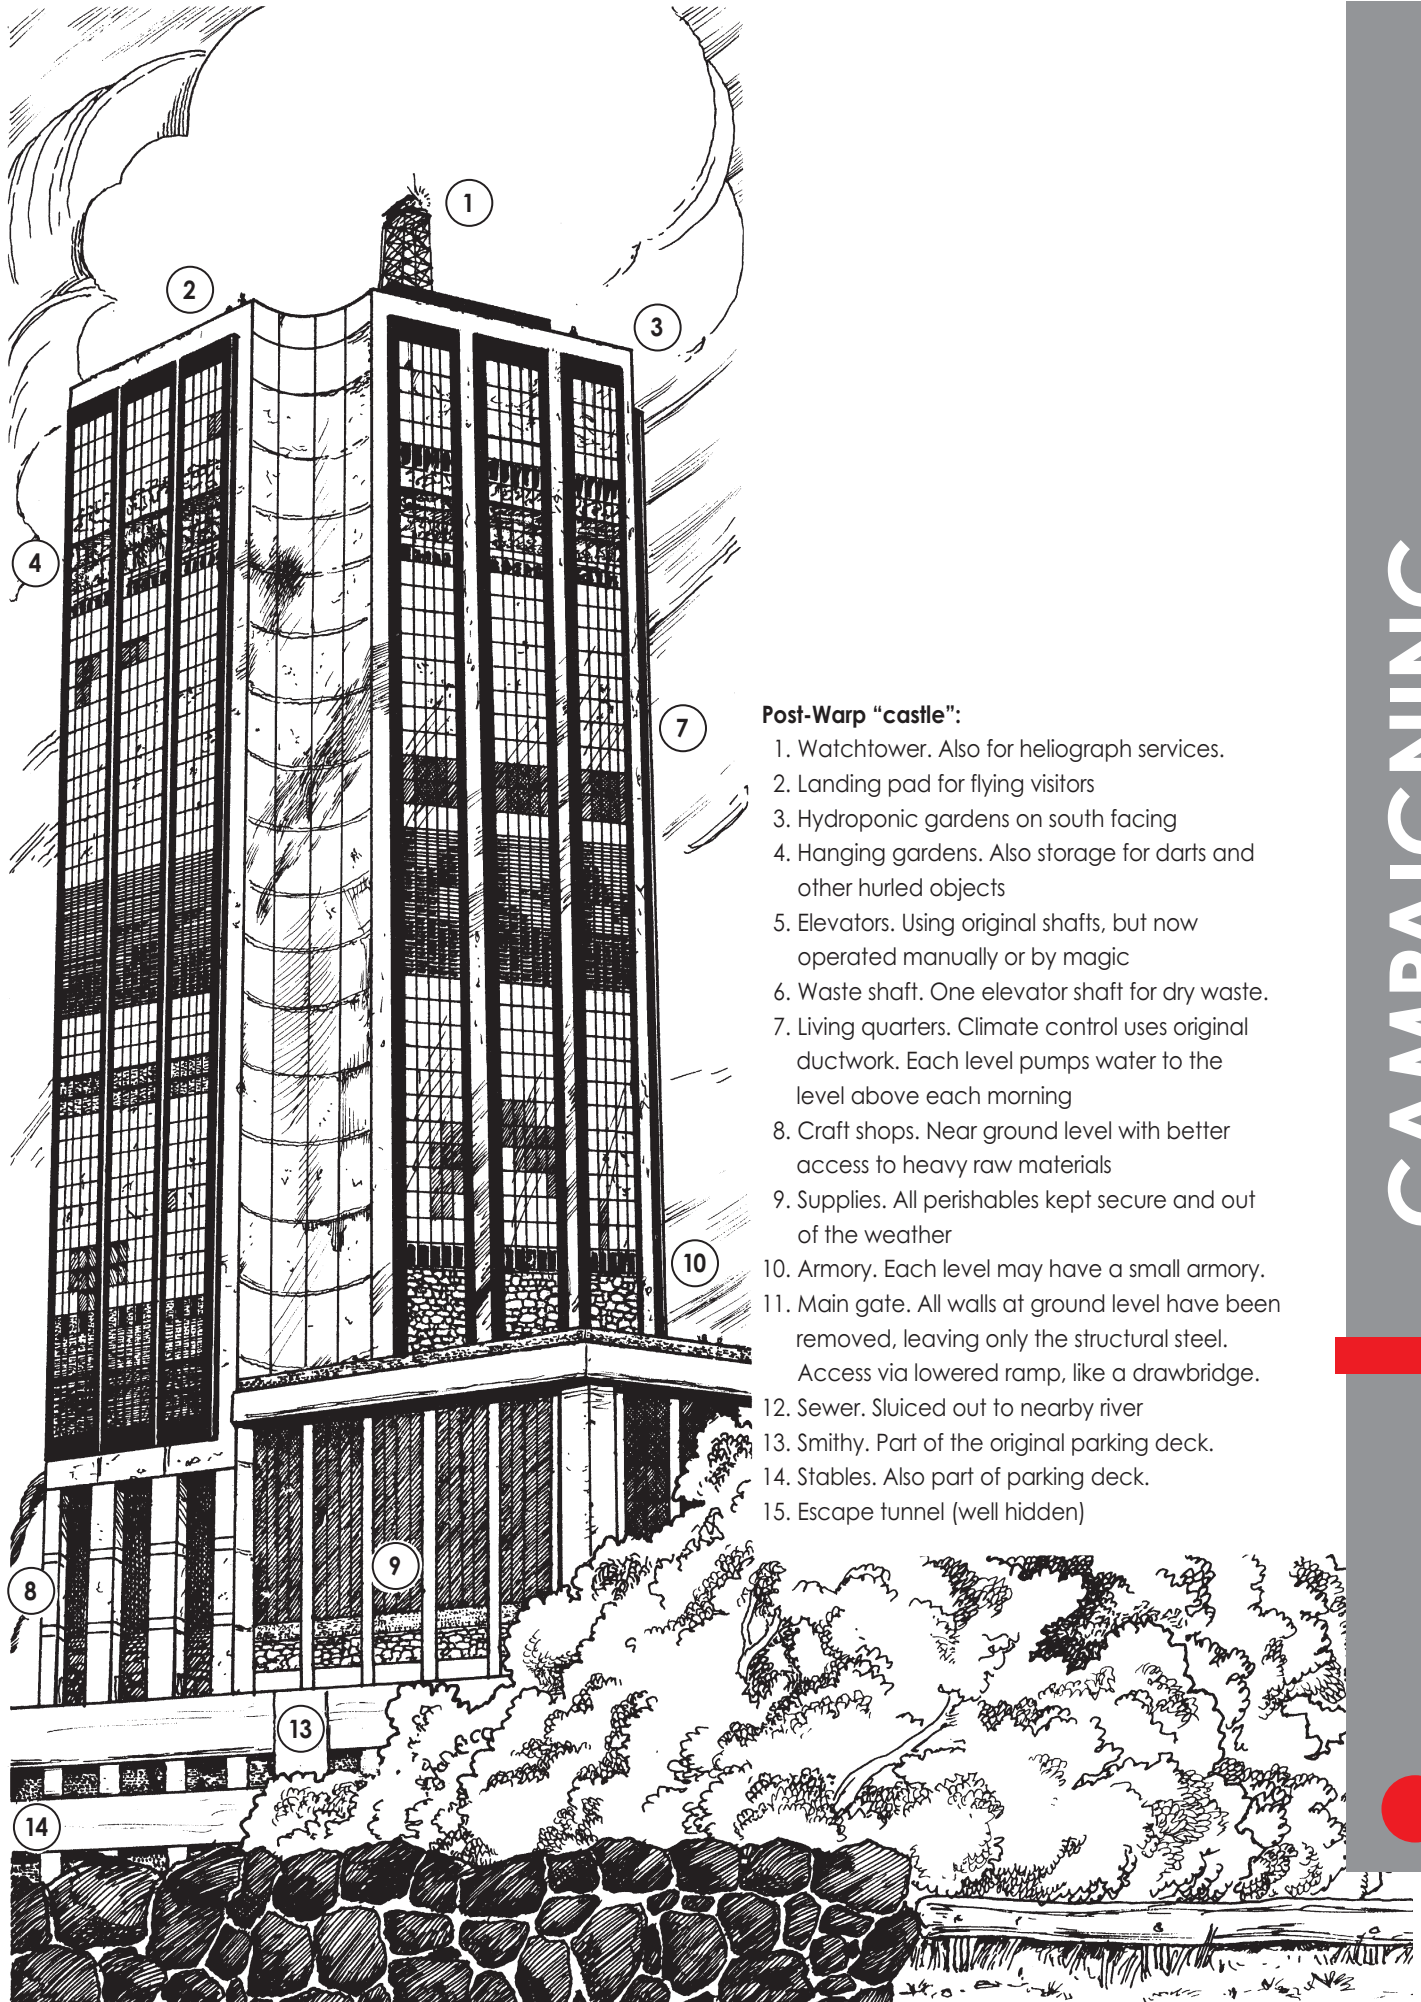 1
2
3
4
7
Post-Warp “castle”:
1. Watchtower. Also for heliograph services.
2. Landing pad for flying visitors
3. Hydroponic gardens on south facing
4. Hanging gardens. Also storage for darts and
other hurled objects
5. Elevators. Using original shafts, but now
operated manually or by magic
6. Waste shaft. One elevator shaft for dry waste.
7. Living quarters. Climate control uses original
ductwork. Each level pumps water to the
level above each morning
8. Craft shops. Near ground level with better
access to heavy raw materials
9. Supplies. All perishables kept secure and out
of the weather
10. Armory. Each level may have a small armory.
11. Main gate. All walls at ground level have been
removed, leaving only the structural steel.
Access via lowered ramp, like a drawbridge.
12. Sewer. Sluiced out to nearby river
13. Smithy. Part of the original parking deck.
14. Stables. Also part of parking deck.
15. Escape tunnel (well hidden)
10
9
8
13
14
CAMPAIGNING